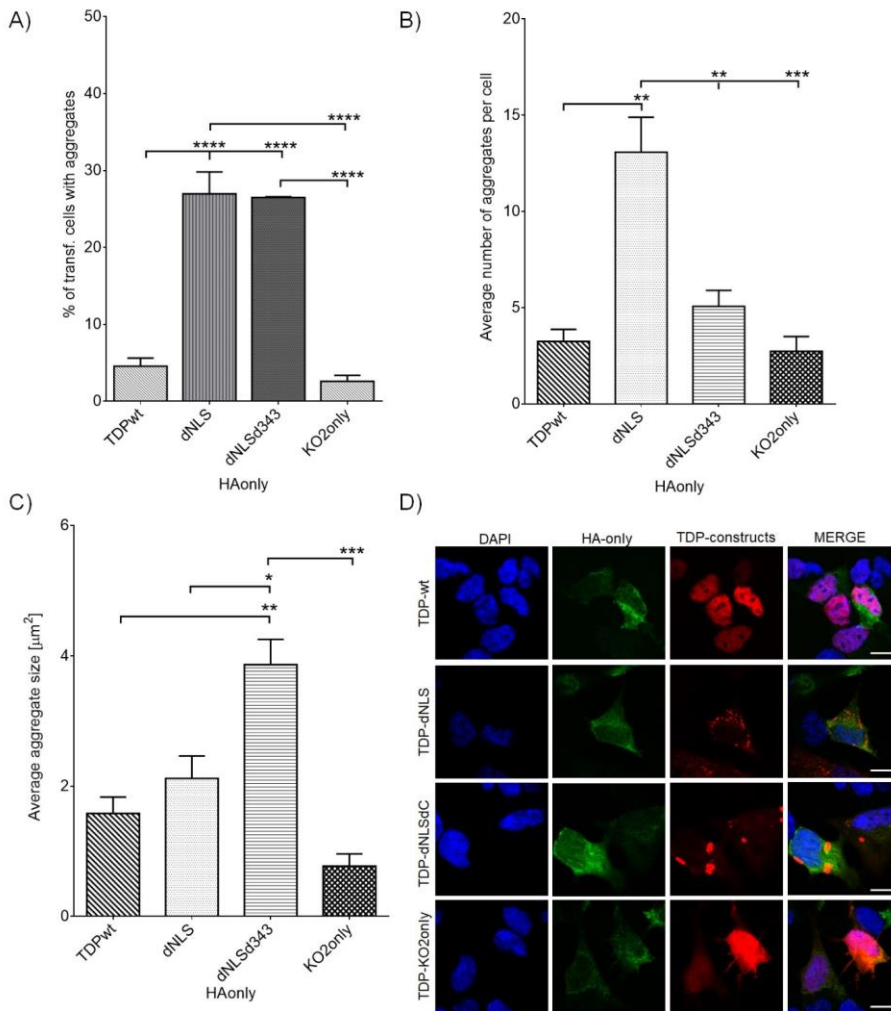 A)
% of transf. cells with aggregates
50
40
30
20
10
0
****
**** ****
****
TDPwt dNLS dNLSd343 KO2only
HAonly
B)
Average number of aggregates per cell
20
15
10
5
0
** ***
**
TDPwt dNLS dNLSd343 KO2only
HAonly
C)
Average aggregate size [µm²]
6
4
2
0
***
*
**
TDPwt dNLS dNLSd343 KO2only
HAonly
D)
DAPI HA-only TDP-constructs MERGE
TDP-wt
TDP-dNLS
TDP-dNLSdC
TDP-KO2only